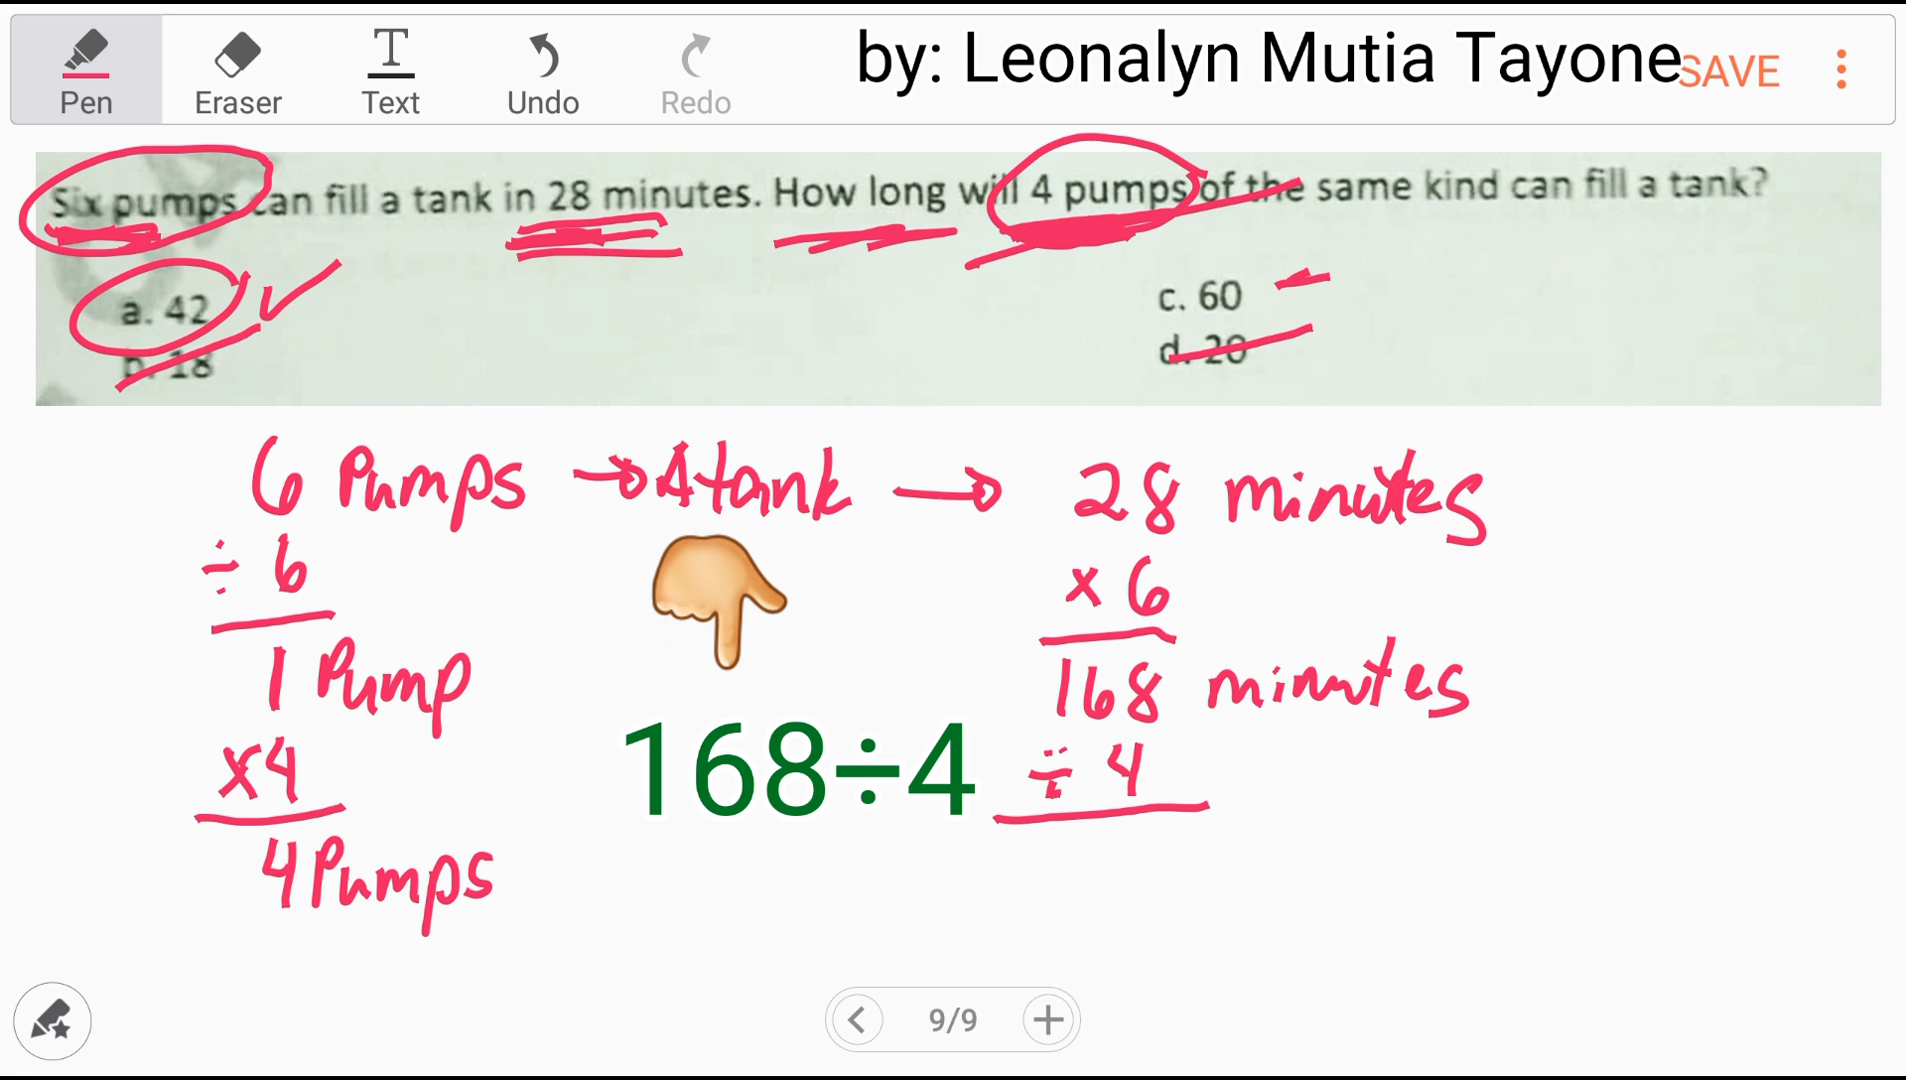 Pen Eraser Text Undo Redo by: Leonalyn Mutia Tayone SAVE
Six pumps can fill a tank in 28 minutes. How long will 4 pumps of the same kind can fill a tank?
a. 42 c. 60
b. 18 d. 20
6 Pumps → A tank → 28 minutes
÷ 6 x 6
1 Pump 168 minutes
x4 168÷4 ÷ 4
4 Pumps
9/9